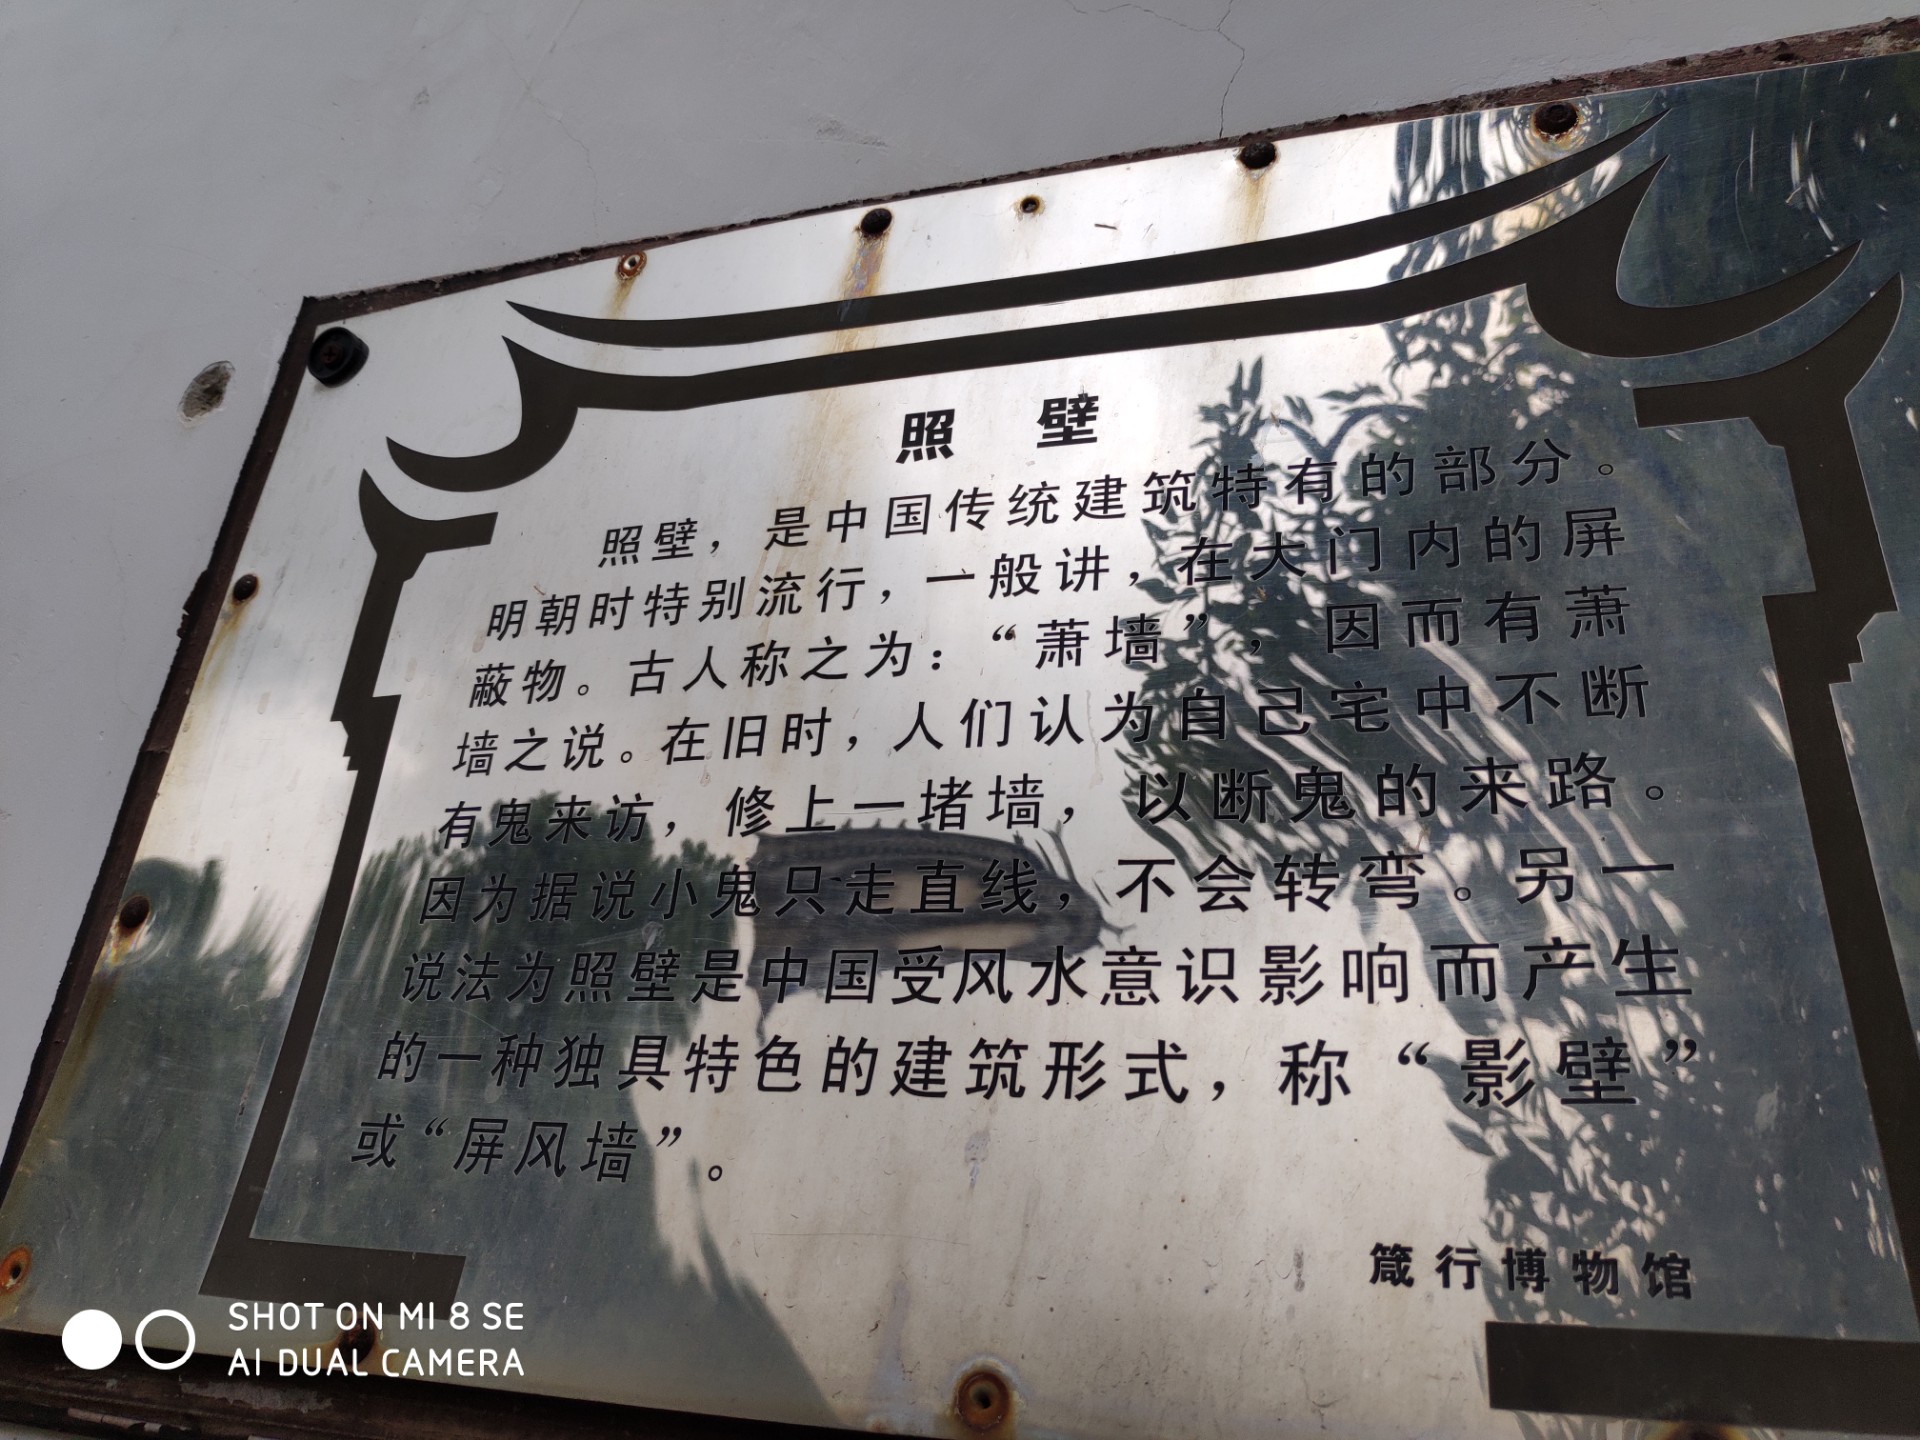 照 壁
照壁，是中国传统建筑特有的部分。
明朝时特别流行，一般讲，在大门内的屏
蔽物。古人称之为：“萧墙”，因而有萧
墙之说。在旧时，人们认为自己宅中不断
有鬼来访，修上一堵墙，以断鬼的来路。
因为据说小鬼只走直线，不会转弯。另一
说法为照壁是中国受风水意识影响而产生
的一种独具特色的建筑形式，称“影壁”
或“屏风墙”。
箴行博物馆
SHOT ON MI 8 SE
AI DUAL CAMERA